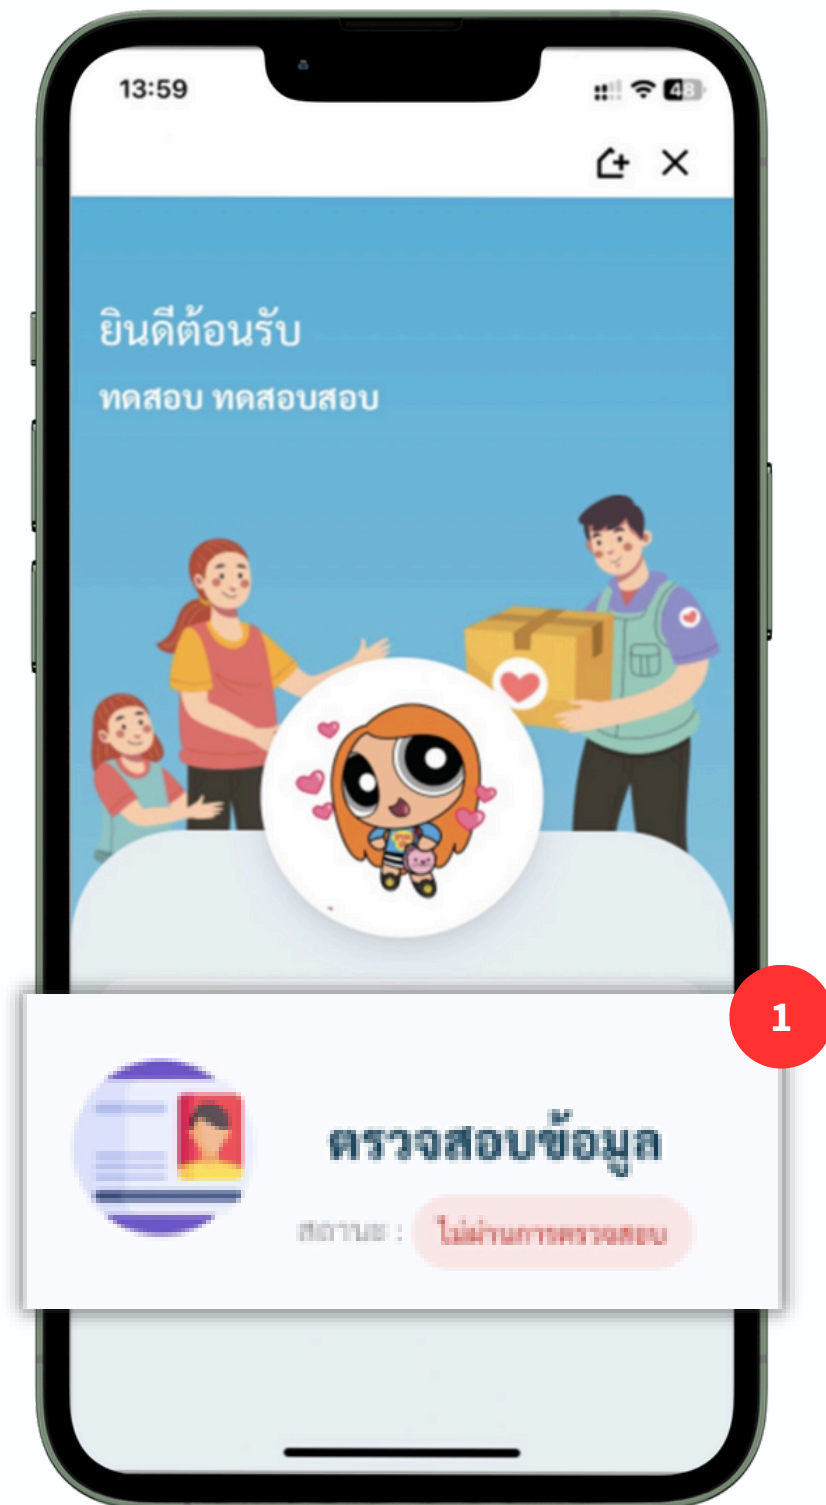 13:59
48
ยินดีต้อนรับ
ทดสอบ ทดสอบสอบ
1
ตรวจสอบข้อมูล
สถานะ : ไม่ผ่านการตรวจสอบ